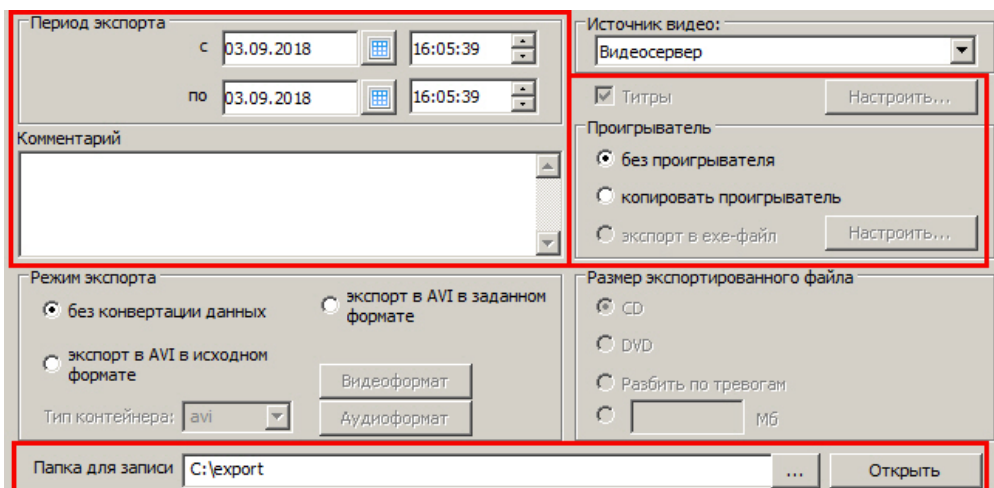 Период экспорта
с 03.09.2018 16:05:39
по 03.09.2018 16:05:39
Комментарий
Источник видео:
Видеосервер
Титры Настроить...
Проигрыватель
без проигрывателя
копировать проигрыватель
экспорт в exe-файл Настроить...
Режим экспорта
без конвертации данных
экспорт в AVI в заданном
формате
экспорт в AVI в исходном
формате
Видеоформат
Тип контейнера: avi Аудиоформат
Размер экспортированного файла
CD
DVD
Разбить по тревогам
Мб
Папка для записи C:\export ... Открыть